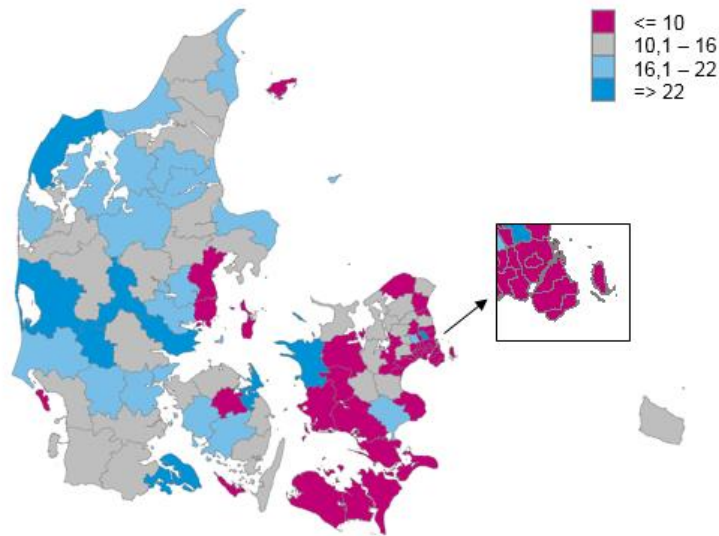 <= 10
10,1 – 16
16,1 – 22
=> 22